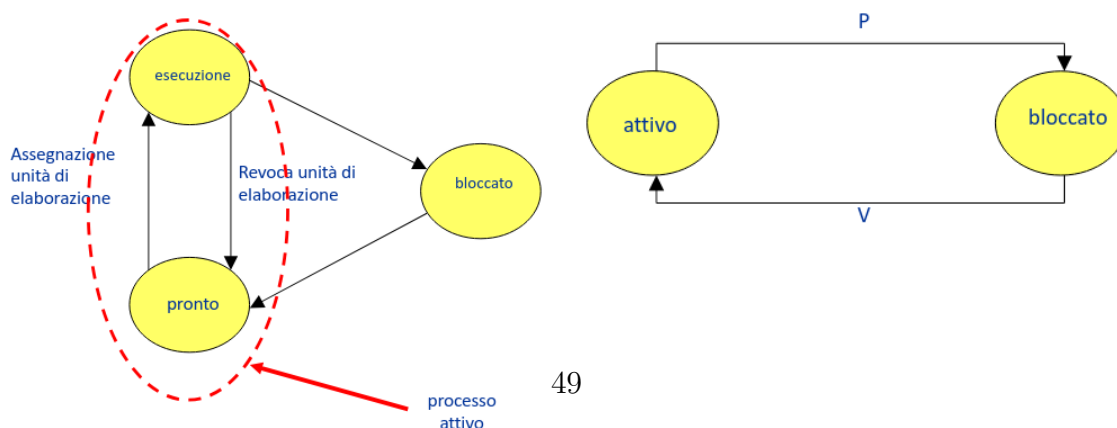 esecuzione
Assegnazione
unità di
elaborazione
Revoca unità di
elaborazione
bloccato
pronto
processo
attivo
P
attivo
bloccato
V
49